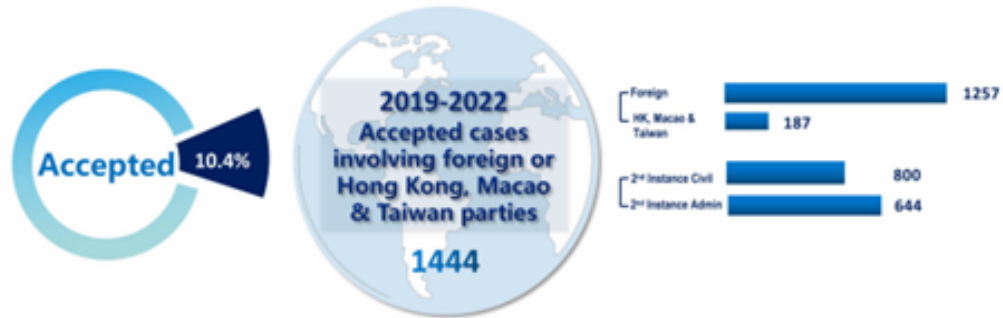 Accepted
10.4%
2019-2022
Accepted cases
involving foreign or
Hong Kong, Macao
& Taiwan parties
1444
Foreign
1257
HK, Macao &
Taiwan
187
2nd Instance Civil
800
2nd Instance Admin
644